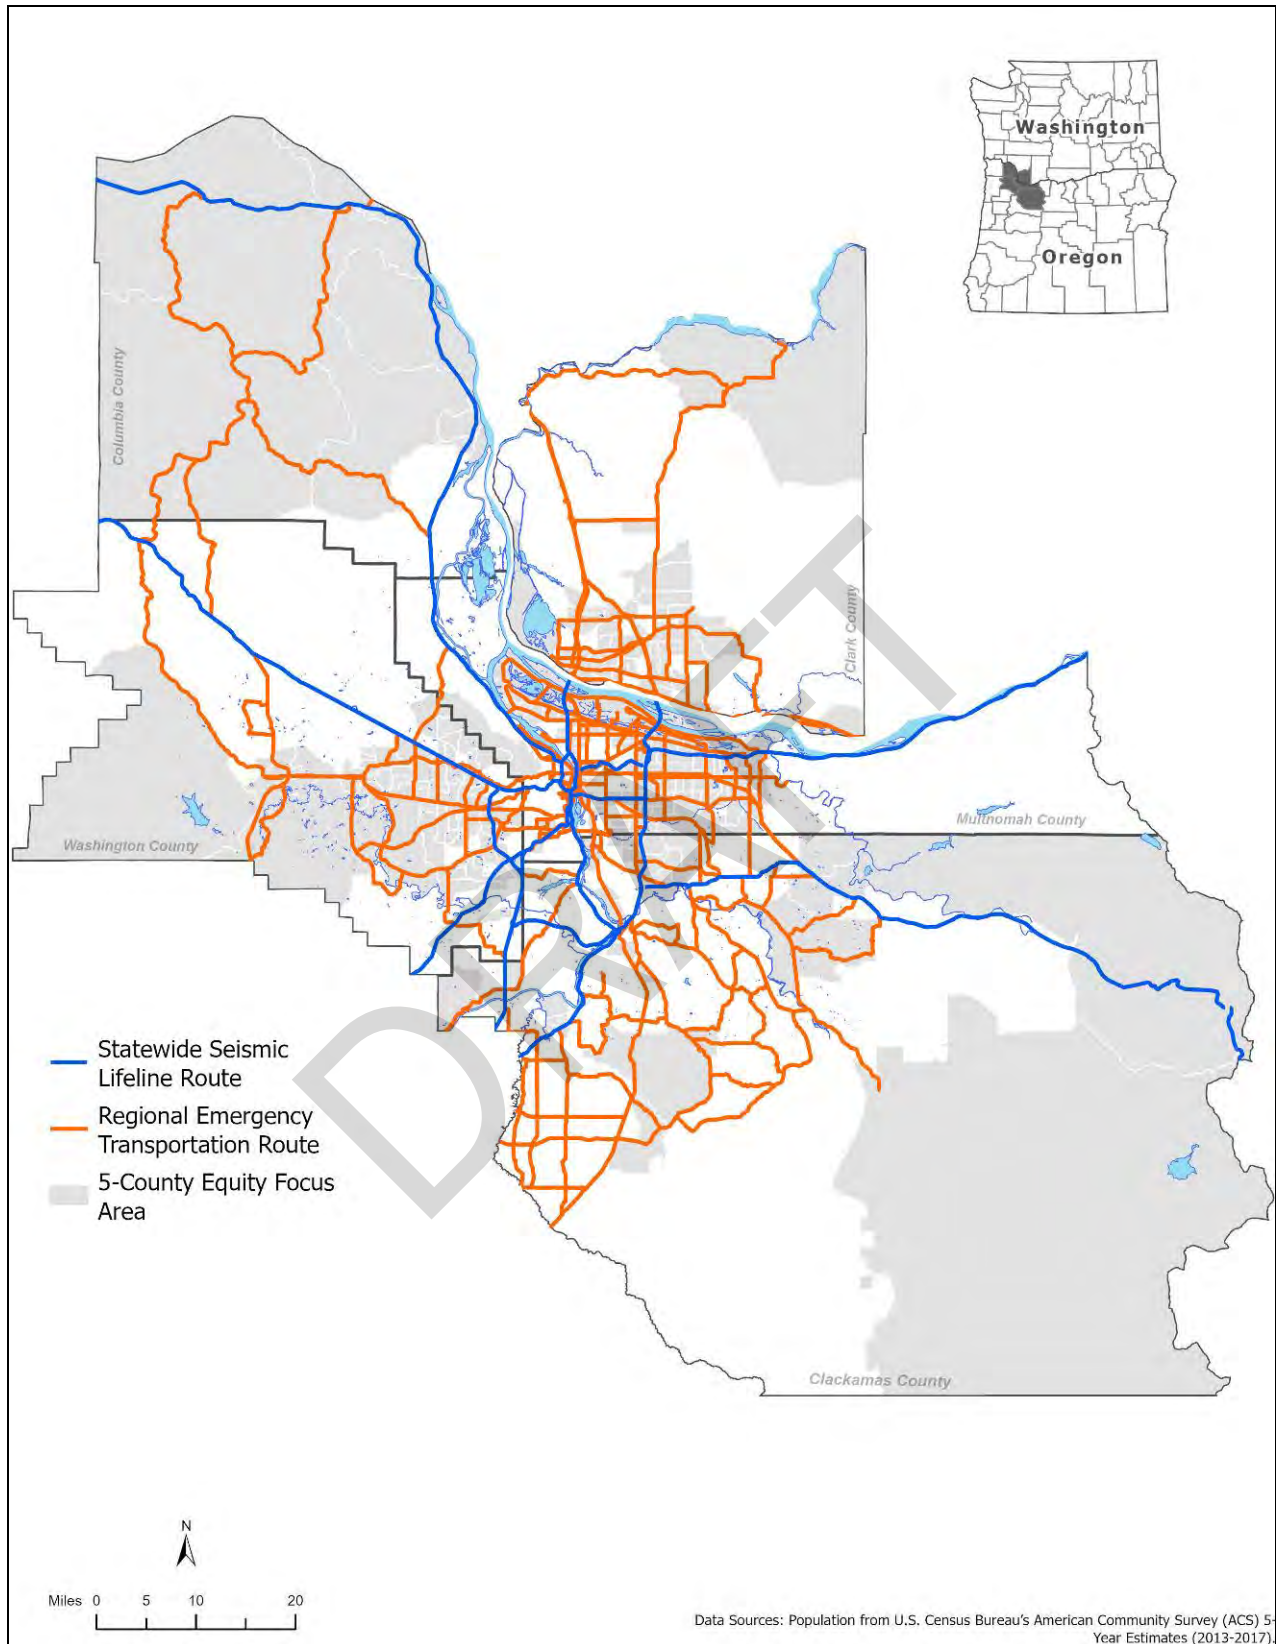 Washington
Oregon
Columbia County
Clark County
Multnomah County
Washington County
DRAFT
Statewide Seismic
Lifeline Route
Regional Emergency
Transportation Route
5-County Equity Focus
Area
Clackamas County
N
Miles 0 5 10 20
Data Sources: Population from U.S. Census Bureau's American Community Survey (ACS) 5-
Year Estimates (2013-2017).